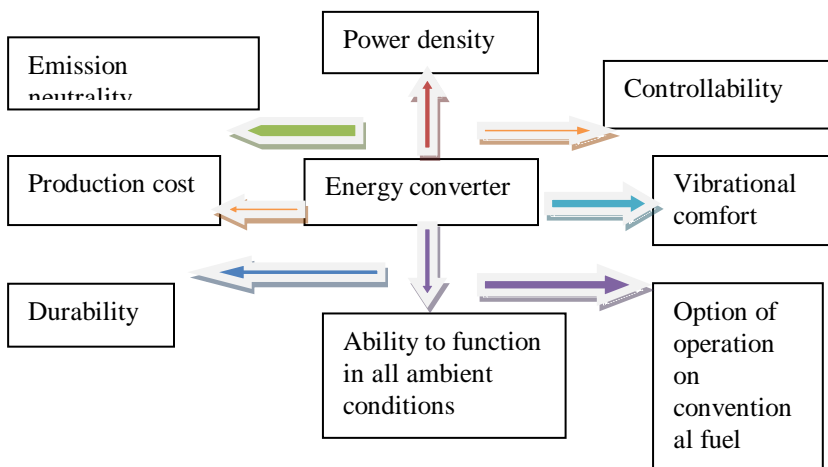 Power density
Emission
neutrality
Controllability
Production cost
Energy converter
Vibrational
comfort
Durability
Ability to function
in all ambient
conditions
Option of
operation
on
convention
al fuel